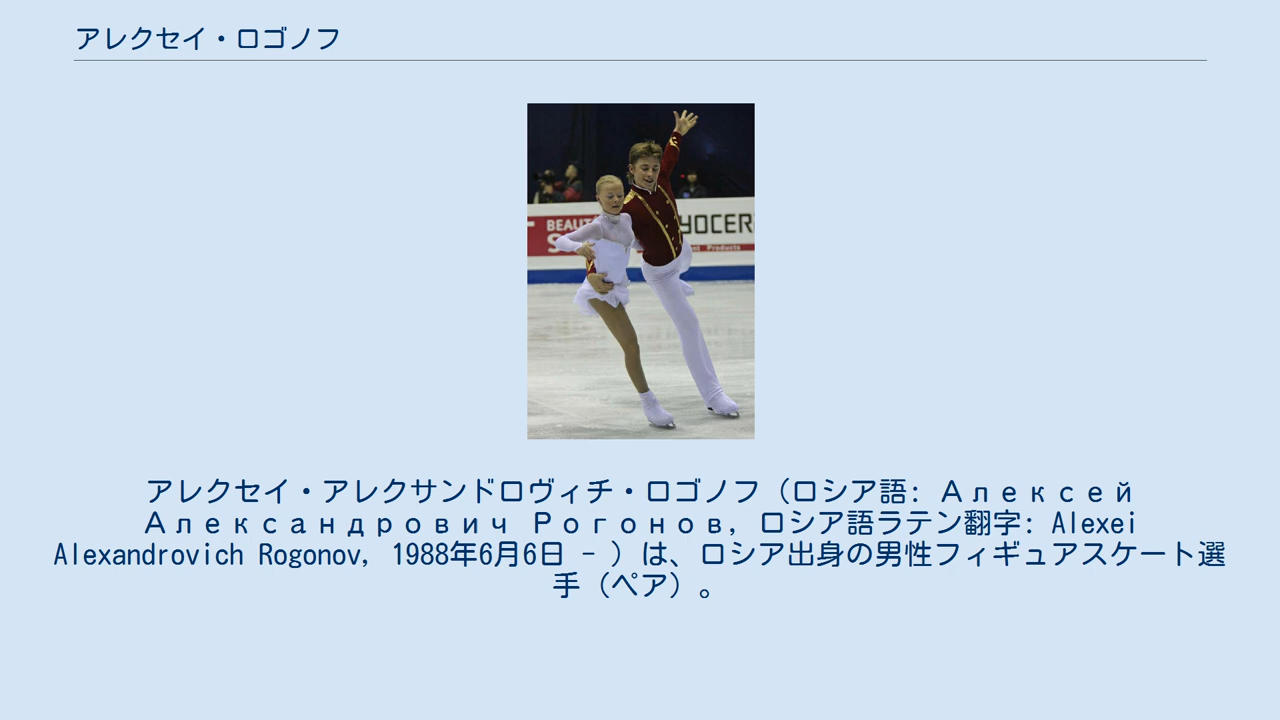 アレクセイ・ロゴノフ
BEAUT
YOCER
Products
アレクセイ・アレクサンドロヴィチ・ロゴノフ（ロシア語: Алексей
Александрович Рогонов, ロシア語ラテン翻字: Alexei
Alexandrovich Rogonov, 1988年6月6日 - ）は、ロシア出身の男性フィギュアスケート選
手（ペア）。